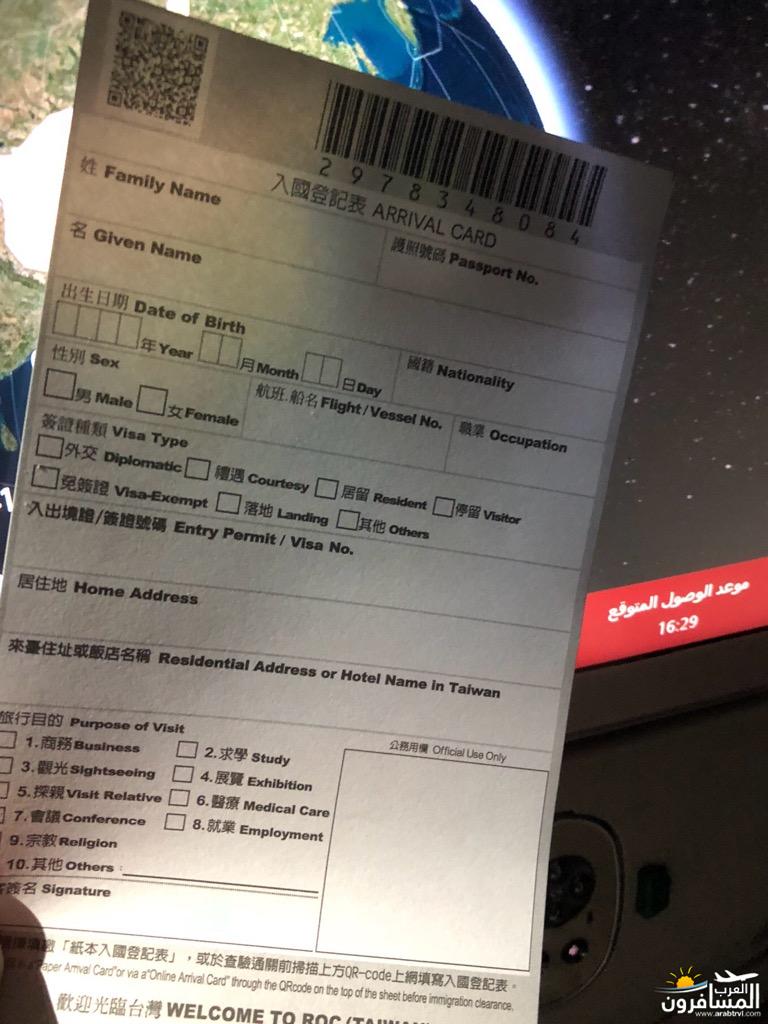 2978348084
入國登記表 ARRIVAL CARD
姓 Family Name
名 Given Name
護照號碼 Passport No.
出生日期 Date of Birth
年 Year 月 Month 日 Day
國籍 Nationality
性別 Sex
男 Male 女 Female
航班.船名 Flight / Vessel No.
職業 Occupation
簽證種類 Visa Type
外交 Diplomatic 禮遇 Courtesy 居留 Resident 停留 Visitor
免簽證 Visa-Exempt 落地 Landing 其他 Others
入出境證/簽證號碼 Entry Permit / Visa No.
居住地 Home Address
來臺住址或飯店名稱 Residential Address or Hotel Name in Taiwan
旅行目的 Purpose of Visit
1.商務 Business 2.求學 Study
3.觀光 Sightseeing 4.展覽 Exhibition
5.探親 Visit Relative 6.醫療 Medical Care
7.會議 Conference 8.就業 Employment
9.宗教 Religion
10.其他 Others :
公務用欄 Official Use Only
簽名 Signature
「紙本入國登記表」，或於查驗通關前掃描上方QR-code上網填寫入國登記表。
Arrival Card"or via a"Online Arrival Card" through the QRcode on the top of the sheet before immigration clearance.
歡迎光臨台灣 WELCOME TO ROC (TAIWAN
موعد الوصول المتوقع
16:29
العرب
المسافرون
www.arabtrvl.com